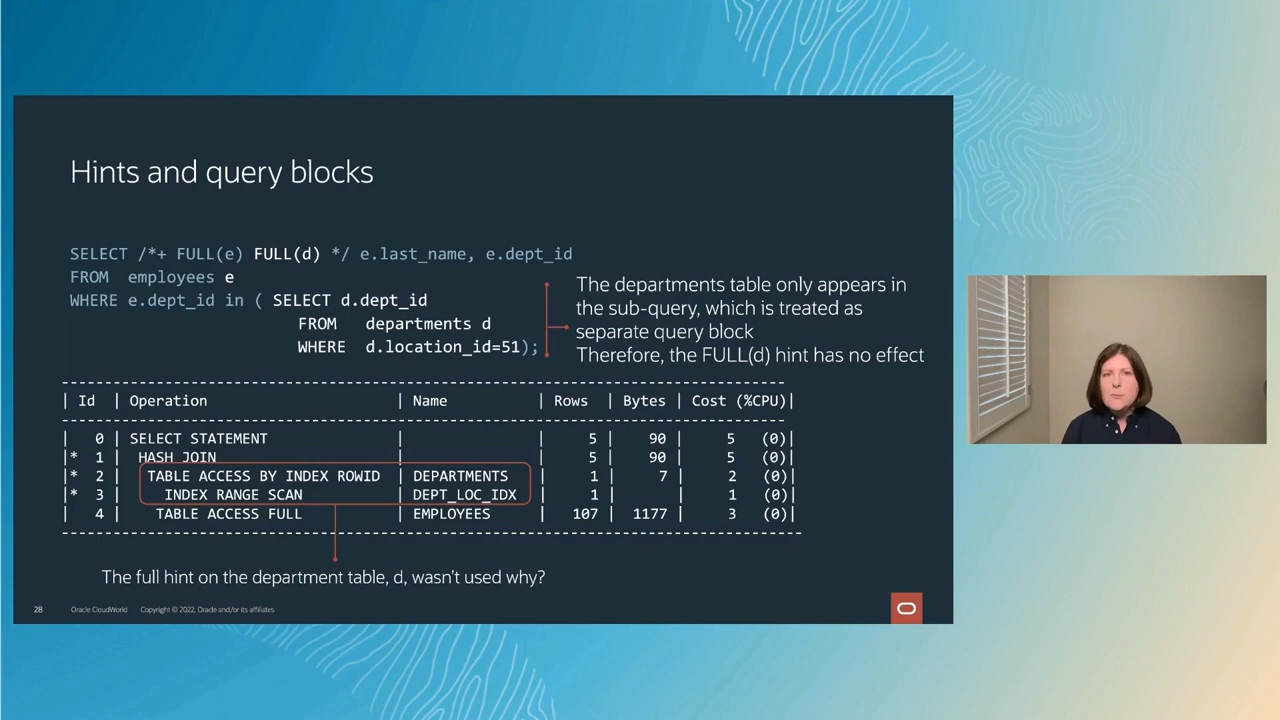 Hints and query blocks
SELECT /*+ FULL(e) FULL(d) */ e.last_name, e.dept_id
FROM employees e
WHERE e.dept_id in ( SELECT d.dept_id
FROM departments d
WHERE d.location_id=51);
The departments table only appears in
the sub-query, which is treated as
separate query block
Therefore, the FULL(d) hint has no effect
| Id | Operation | Name | Rows | Bytes | Cost (%CPU)|
| 0 | SELECT STATEMENT | | 5 | 90 | 5 (0)|
|* 1 | HASH JOIN | | 5 | 90 | 5 (0)|
|* 2 | TABLE ACCESS BY INDEX ROWID | DEPARTMENTS | 1 | 7 | 2 (0)|
|* 3 | INDEX RANGE SCAN | DEPT_LOC_IDX | 1 | | 1 (0)|
| 4 | TABLE ACCESS FULL | EMPLOYEES | 107 | 1177 | 3 (0)|
The full hint on the department table, d, wasn't used why?
28 Oracle CloudWorld Copyright © 2022, Oracle and/or its affiliates